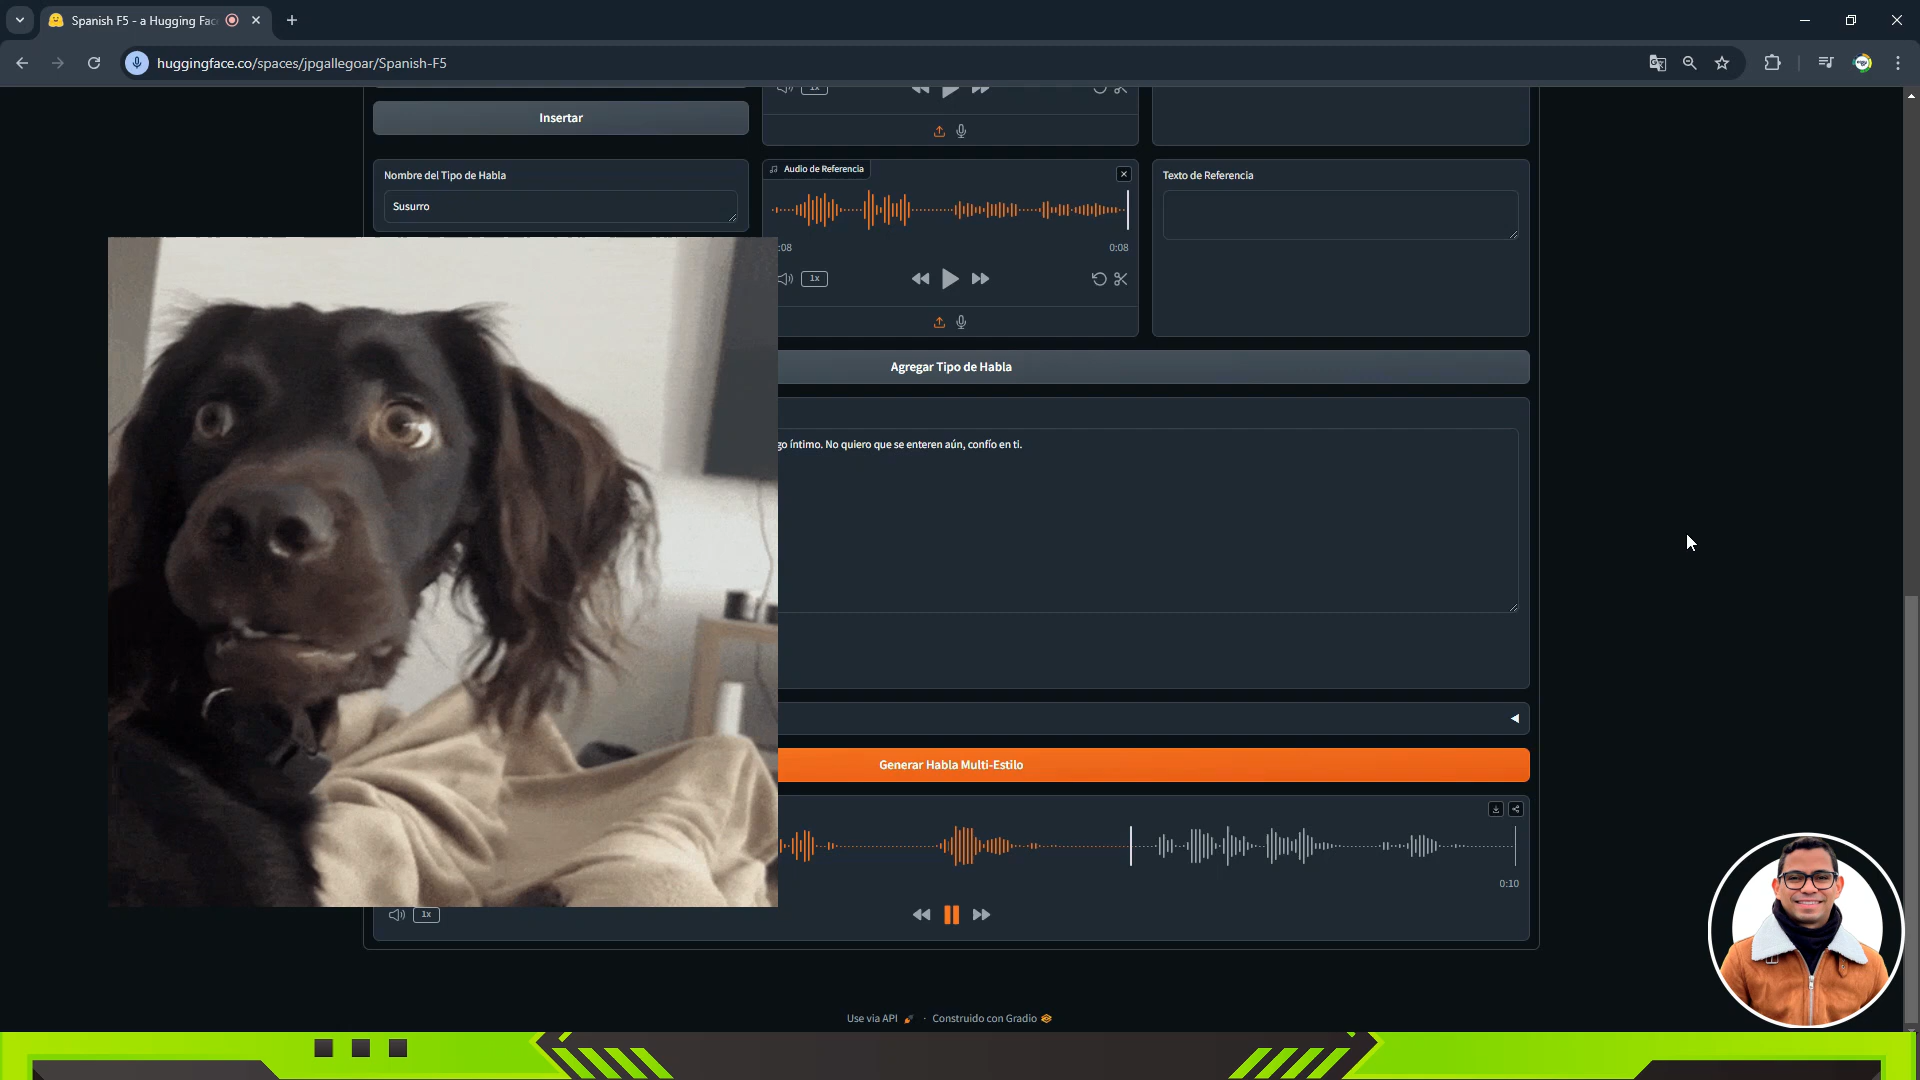 Spanish F5 - a Hugging Fac
huggingface.co/spaces/jpgallegoar/Spanish-F5
1x
Insertar
Nombre del Tipo de Habla
Susurro
Audio de Referencia
:08
0:08
1x
Texto de Referencia
Agregar Tipo de Habla
go íntimo. No quiero que se enteren aún, confío en ti.
Generar Habla Multi-Estilo
0:10
1x
Use via API · Construido con Gradio